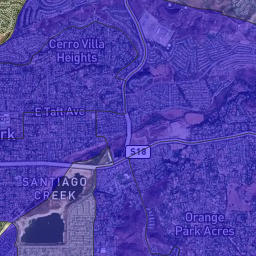 Cerro Villa
Heights
E Taft Ave
rk
S18
SANTIAGO
CREEK
Orange
Park Acres